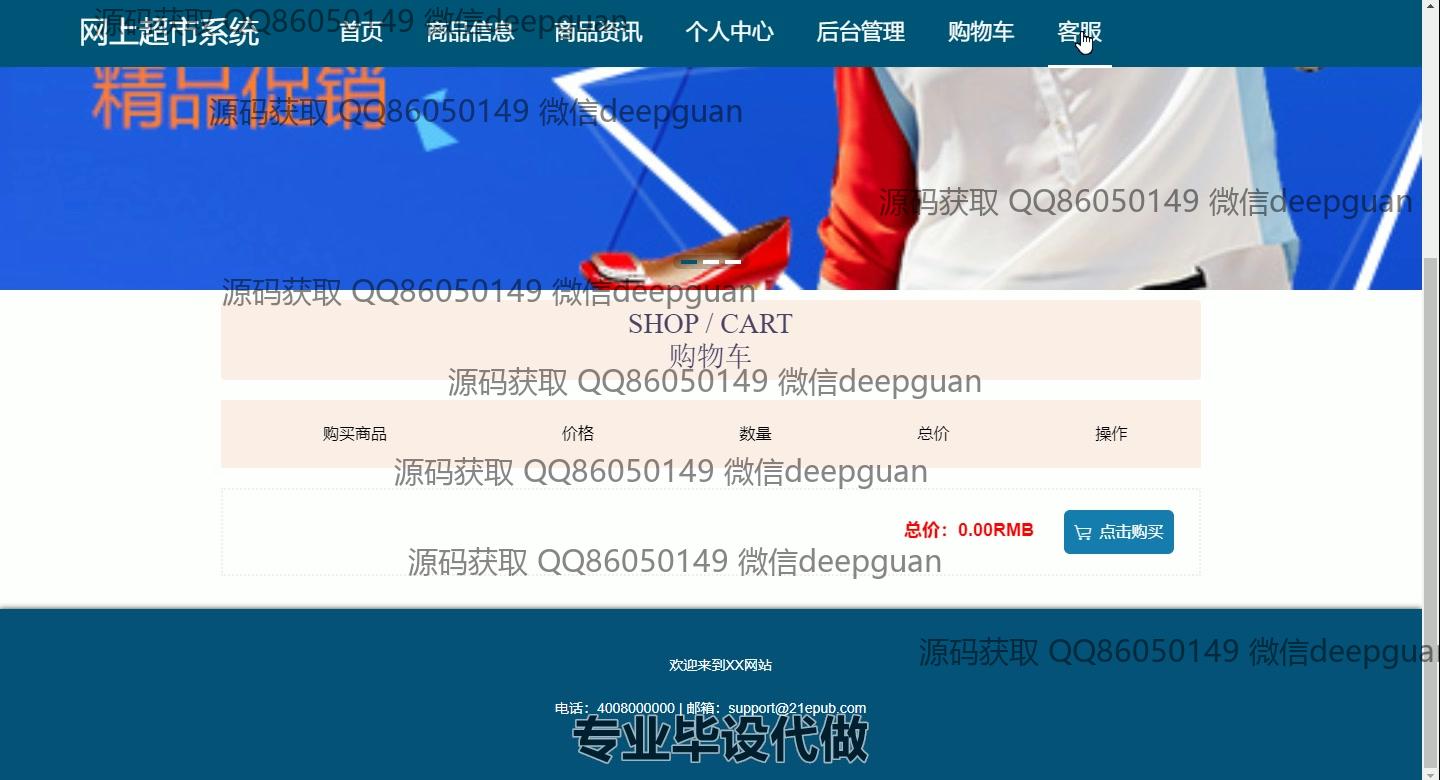 网上超市系统 首页 商品信息 商品资讯 个人中心 后台管理 购物车 客服
源码获取 QQ86050149 微信deepguan
精品促销
源码获取 QQ86050149 微信deepguan
源码获取 QQ86050149 微信deepguan
源码获取 QQ86050149 微信deepguan
SHOP / CART
购物车
源码获取 QQ86050149 微信deepguan
购买商品 价格 数量 总价 操作
源码获取 QQ86050149 微信deepguan
总价：0.00RMB 点击购买
源码获取 QQ86050149 微信deepguan
源码获取 QQ86050149 微信deepguan
欢迎来到XX网站
电话：4008000000 | 邮箱：support@21epub.com
专业毕设代做